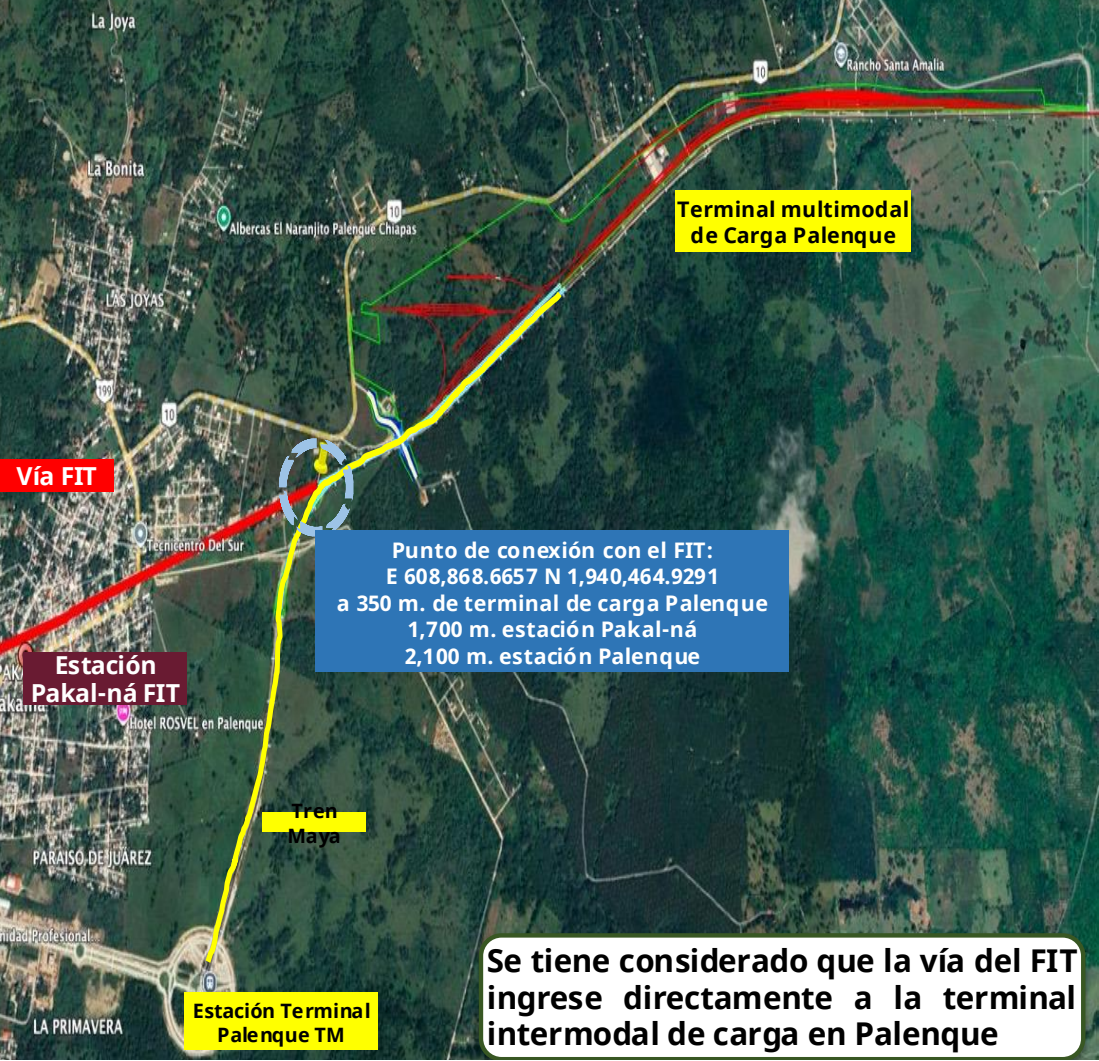 La Joya
10
Rancho Santa Amalia
La Bonita
Terminal multimodal
de Carga Palenque
10
Albercas El Naranjito Palenque Chiapas
LAS JOYAS
199
10
Vía FIT
Tecnicentro Del Sur
Punto de conexión con el FIT:
E 608,868.6657 N 1,940,464.9291
a 350 m. de terminal de carga Palenque
1,700 m. estación Pakal-ná
2,100 m. estación Palenque
Estación
Pakal-ná FIT
Hotel ROSVEL en Palenque
Tren
Maya
PARAISO DE JUÁREZ
nidad Profesional...
Se tiene considerado que la vía del FIT
ingrese directamente a la terminal
intermodal de carga en Palenque
Estación Terminal
Palenque TM
LA PRIMAVERA